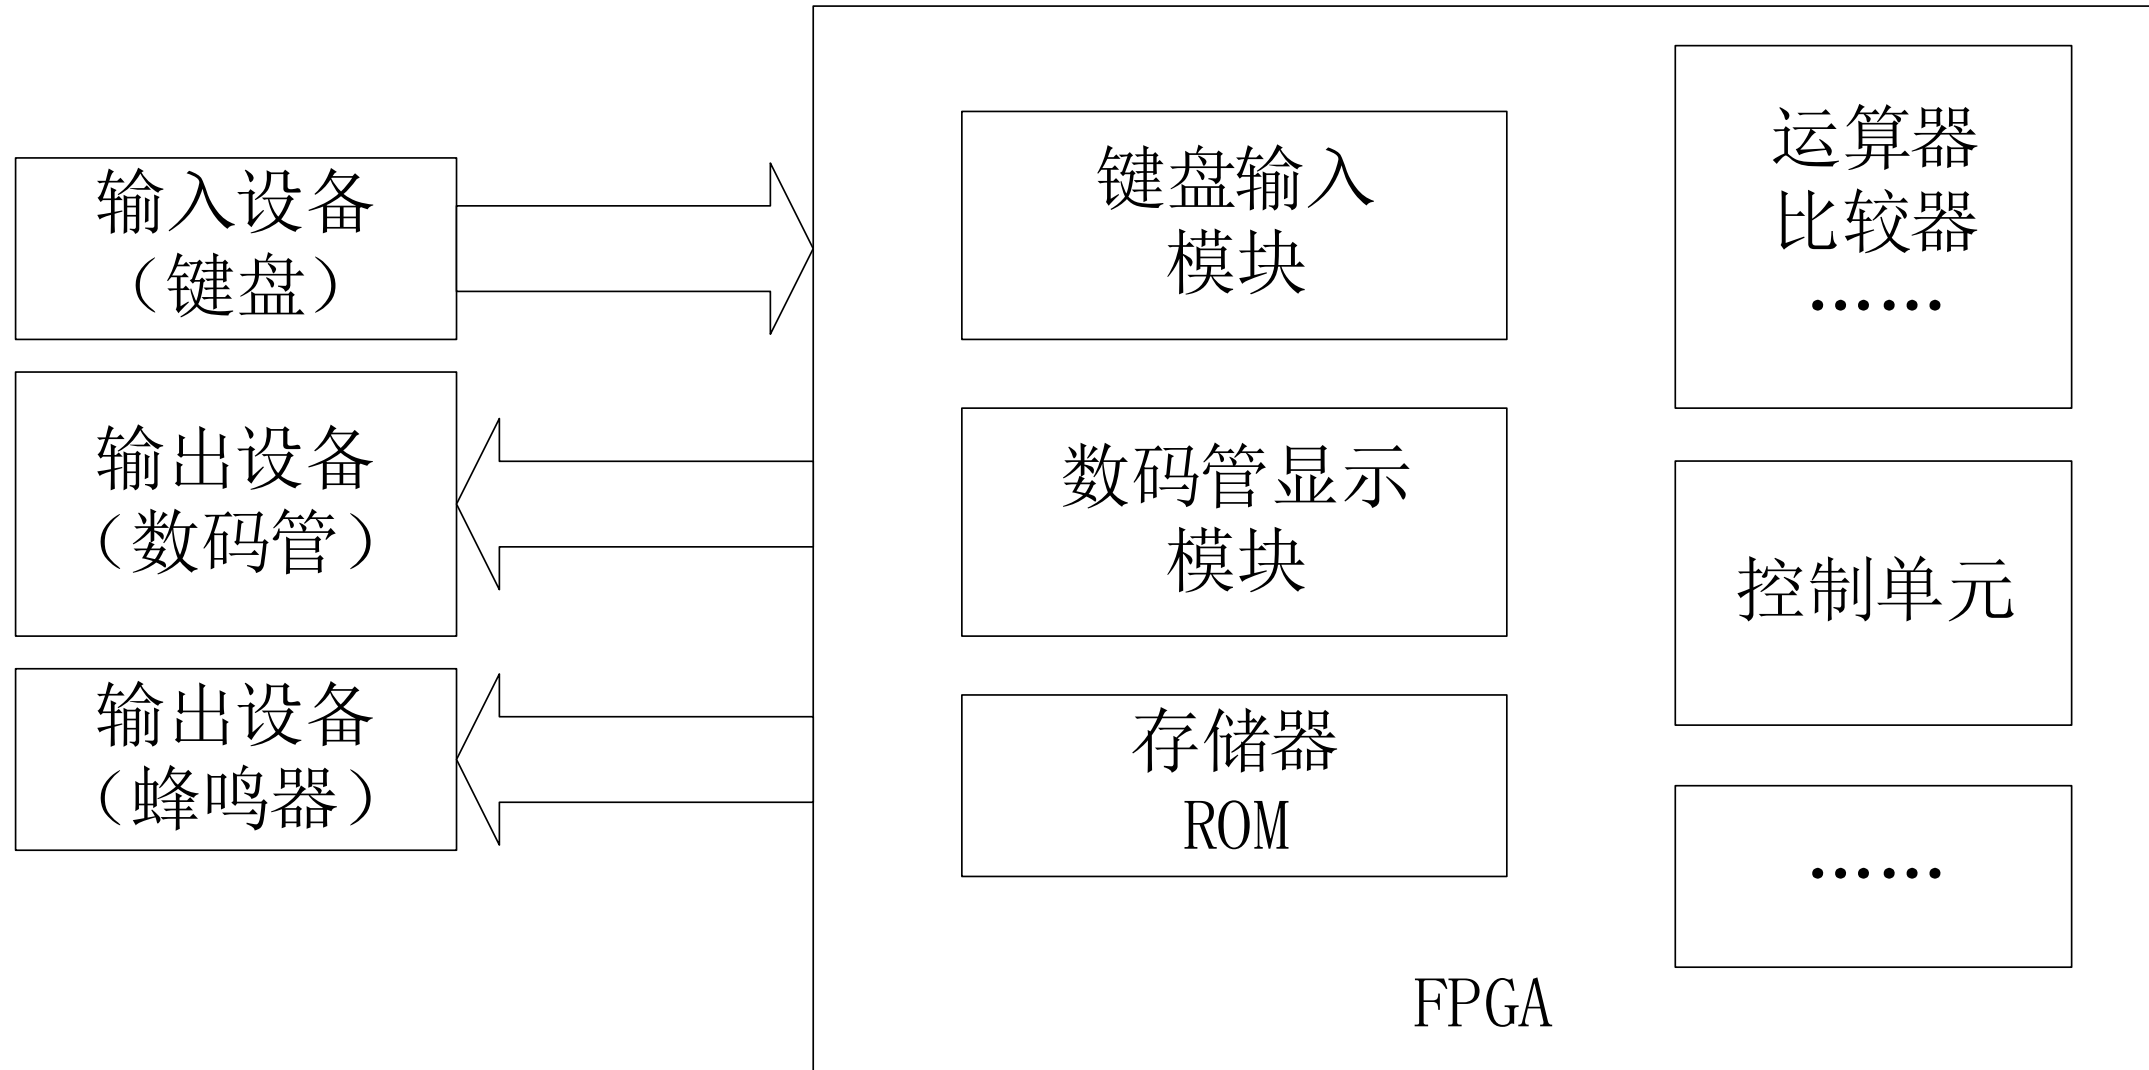 输入设备
（键盘）
输出设备
（数码管）
输出设备
（蜂鸣器）
键盘输入
模块
数码管显示
模块
存储器
ROM
运算器
比较器
······
控制单元
······
FPGA